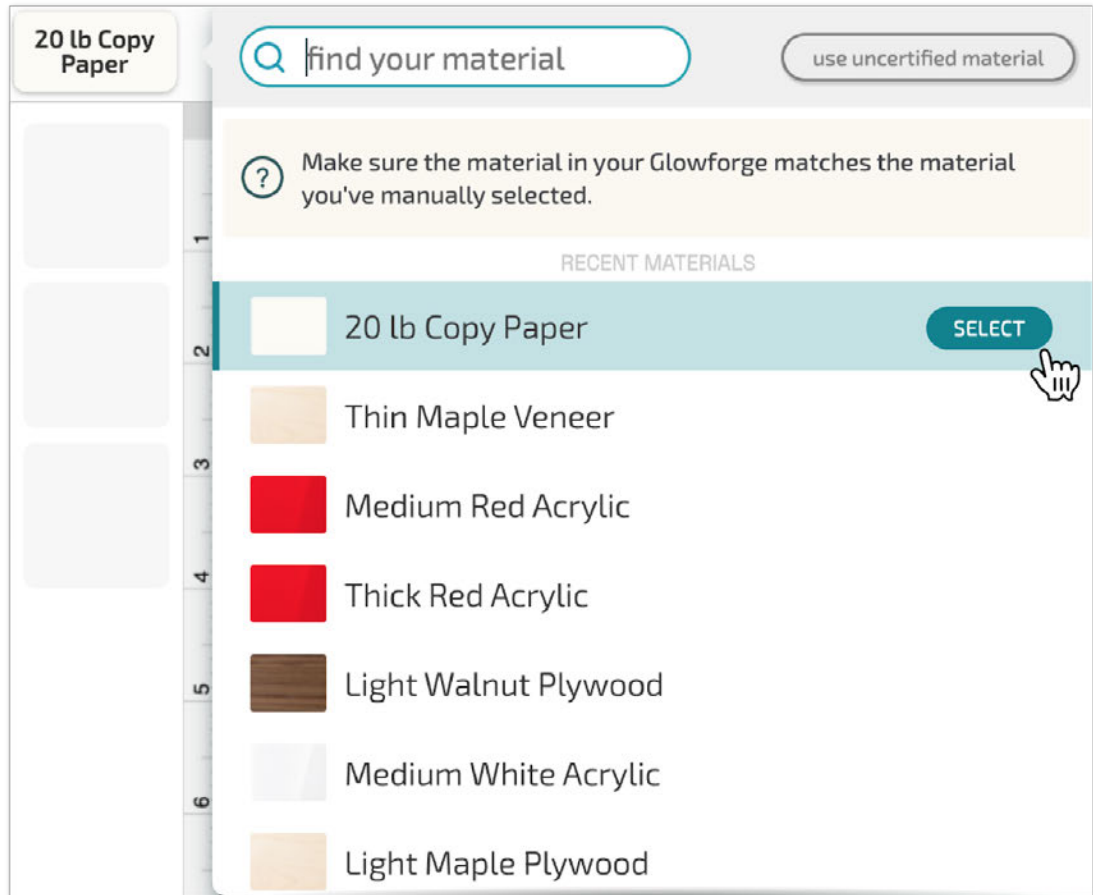 20 lb Copy
Paper
find your material
use uncertified material
Make sure the material in your Glowforge matches the material
you've manually selected.
RECENT MATERIALS
20 lb Copy Paper
SELECT
Thin Maple Veneer
Medium Red Acrylic
Thick Red Acrylic
Light Walnut Plywood
Medium White Acrylic
Light Maple Plywood
1
2
3
4
5
6